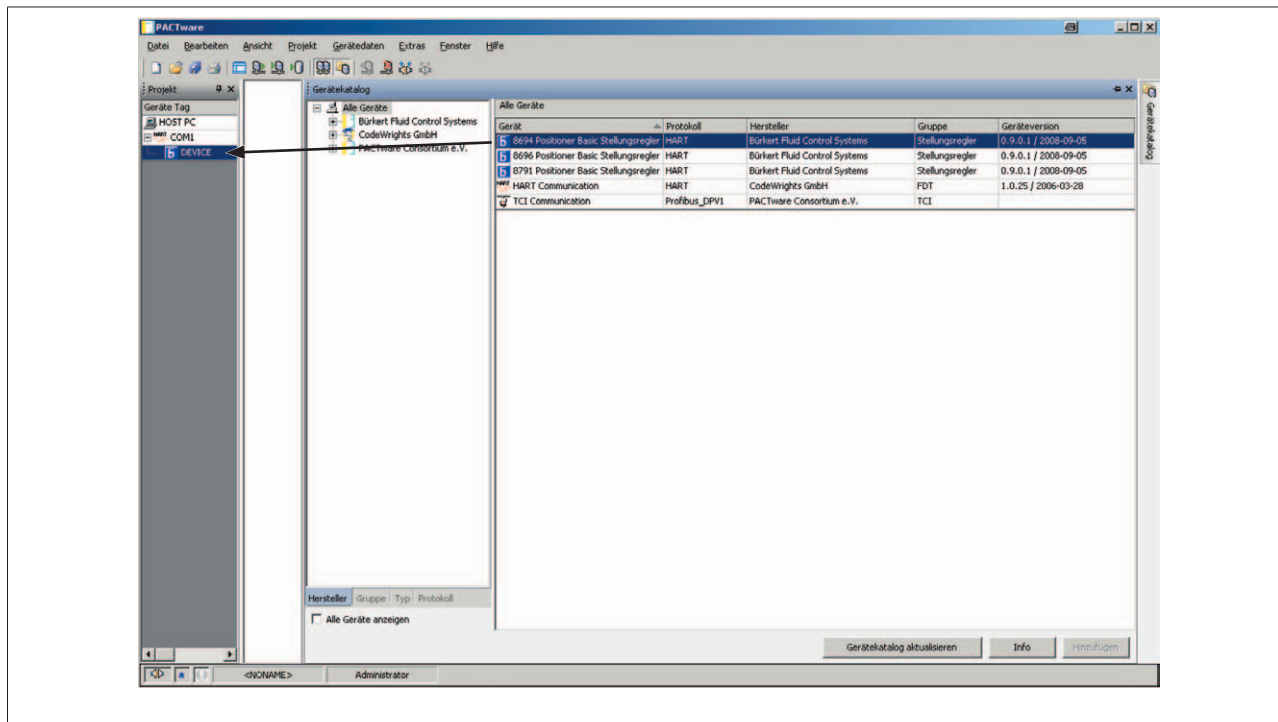 PACTware
Datei Bearbeiten Ansicht Projekt Gerätedaten Extras Fenster Hilfe
Projekt
Geräte Tag
HOST PC
HART COM1
DEVICE
Gerätekatalog
Alle Geräte
Bürkert Fluid Control Systems
CodeWrights GmbH
PACTware Consortium e.V.
Hersteller Gruppe Typ Protokoll
Alle Geräte anzeigen
Alle Geräte
Gerät Protokoll Hersteller Gruppe Geräteversion
8694 Positioner Basic Stellungsregler HART Bürkert Fluid Control Systems Stellungsregler 0.9.0.1 / 2008-09-05
8696 Positioner Basic Stellungsregler HART Bürkert Fluid Control Systems Stellungsregler 0.9.0.1 / 2008-09-05
8791 Positioner Basic Stellungsregler HART Bürkert Fluid Control Systems Stellungsregler 0.9.0.1 / 2008-09-05
HART HART Communication HART CodeWrights GmbH FDT 1.0.25 / 2006-03-28
TCI Communication Profibus_DPV1 PACTware Consortium e.V. TCI
Gerätekatalog aktualisieren Info Hinzufügen
Gerätekatalog
<NONAME> Administrator